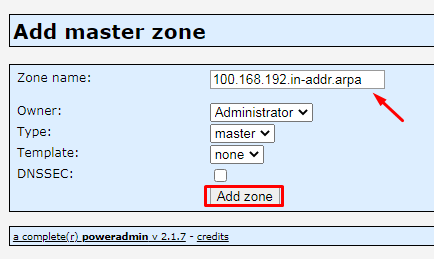 Add master zone
Zone name: 100.168.192.in-addr.arpa
Owner: Administrator
Type: master
Template: none
DNSSEC:
Add zone
a complete(r) poweradmin v 2.1.7 - credits